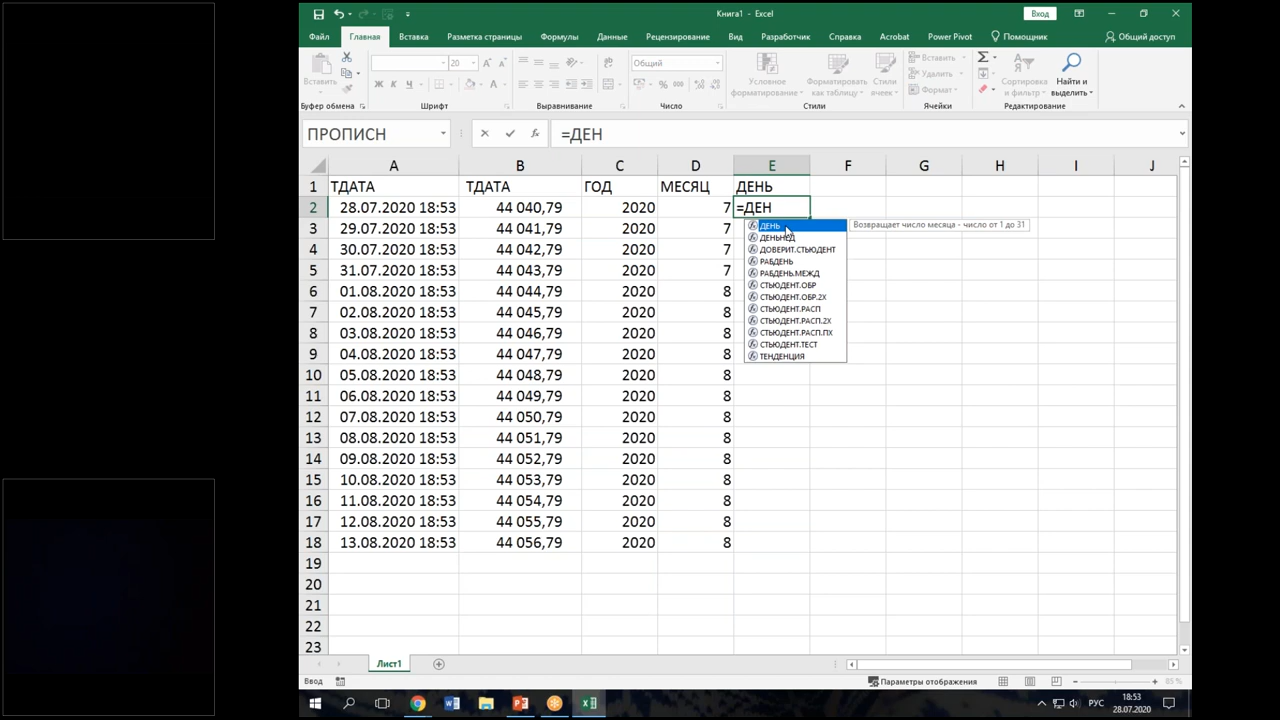 Книга1 - Excel
Вход
Файл Главная Вставка Разметка страницы Формулы Данные Рецензирование Вид Разработчик Справка Acrobat Power Pivot Помощник Общий доступ
Вставить
Буфер обмена
Ж К Ч
20
Шрифт
Выравнивание
Общий
% 000
Число
Условное форматирование
Форматировать как таблицу
Стили ячеек
Стили
Вставить
Удалить
Формат
Ячейки
Сортировка и фильтр
Найти и выделить
Редактирование
ПРОПИСН
fx
=ДЕН
A B C D E F G H I J
1 ТДАТА ТДАТА ГОД МЕСЯЦ ДЕНЬ
2 28.07.2020 18:53 44 040,79 2020 7 =ДЕН
3 29.07.2020 18:53 44 041,79 2020 7
4 30.07.2020 18:53 44 042,79 2020 7
5 31.07.2020 18:53 44 043,79 2020 7
6 01.08.2020 18:53 44 044,79 2020 8
7 02.08.2020 18:53 44 045,79 2020 8
8 03.08.2020 18:53 44 046,79 2020 8
9 04.08.2020 18:53 44 047,79 2020 8
10 05.08.2020 18:53 44 048,79 2020 8
11 06.08.2020 18:53 44 049,79 2020 8
12 07.08.2020 18:53 44 050,79 2020 8
13 08.08.2020 18:53 44 051,79 2020 8
14 09.08.2020 18:53 44 052,79 2020 8
15 10.08.2020 18:53 44 053,79 2020 8
16 11.08.2020 18:53 44 054,79 2020 8
17 12.08.2020 18:53 44 055,79 2020 8
18 13.08.2020 18:53 44 056,79 2020 8
19
20
21
22
23
ДЕНЬ
Возвращает число месяца - число от 1 до 31
ДЕНЬНЕД
ДОВЕРИТ.СТЬЮДЕНТ
РАБДЕНЬ
РАБДЕНЬ.МЕЖД
СТЬЮДЕНТ.ОБР
СТЬЮДЕНТ.ОБР.2Х
СТЬЮДЕНТ.РАСП
СТЬЮДЕНТ.РАСП.2Х
СТЬЮДЕНТ.РАСП.ПХ
СТЬЮДЕНТ.ТЕСТ
ТЕНДЕНЦИЯ
Лист1
Ввод
Параметры отображения
85 %
РУС
18:53
28.07.2020